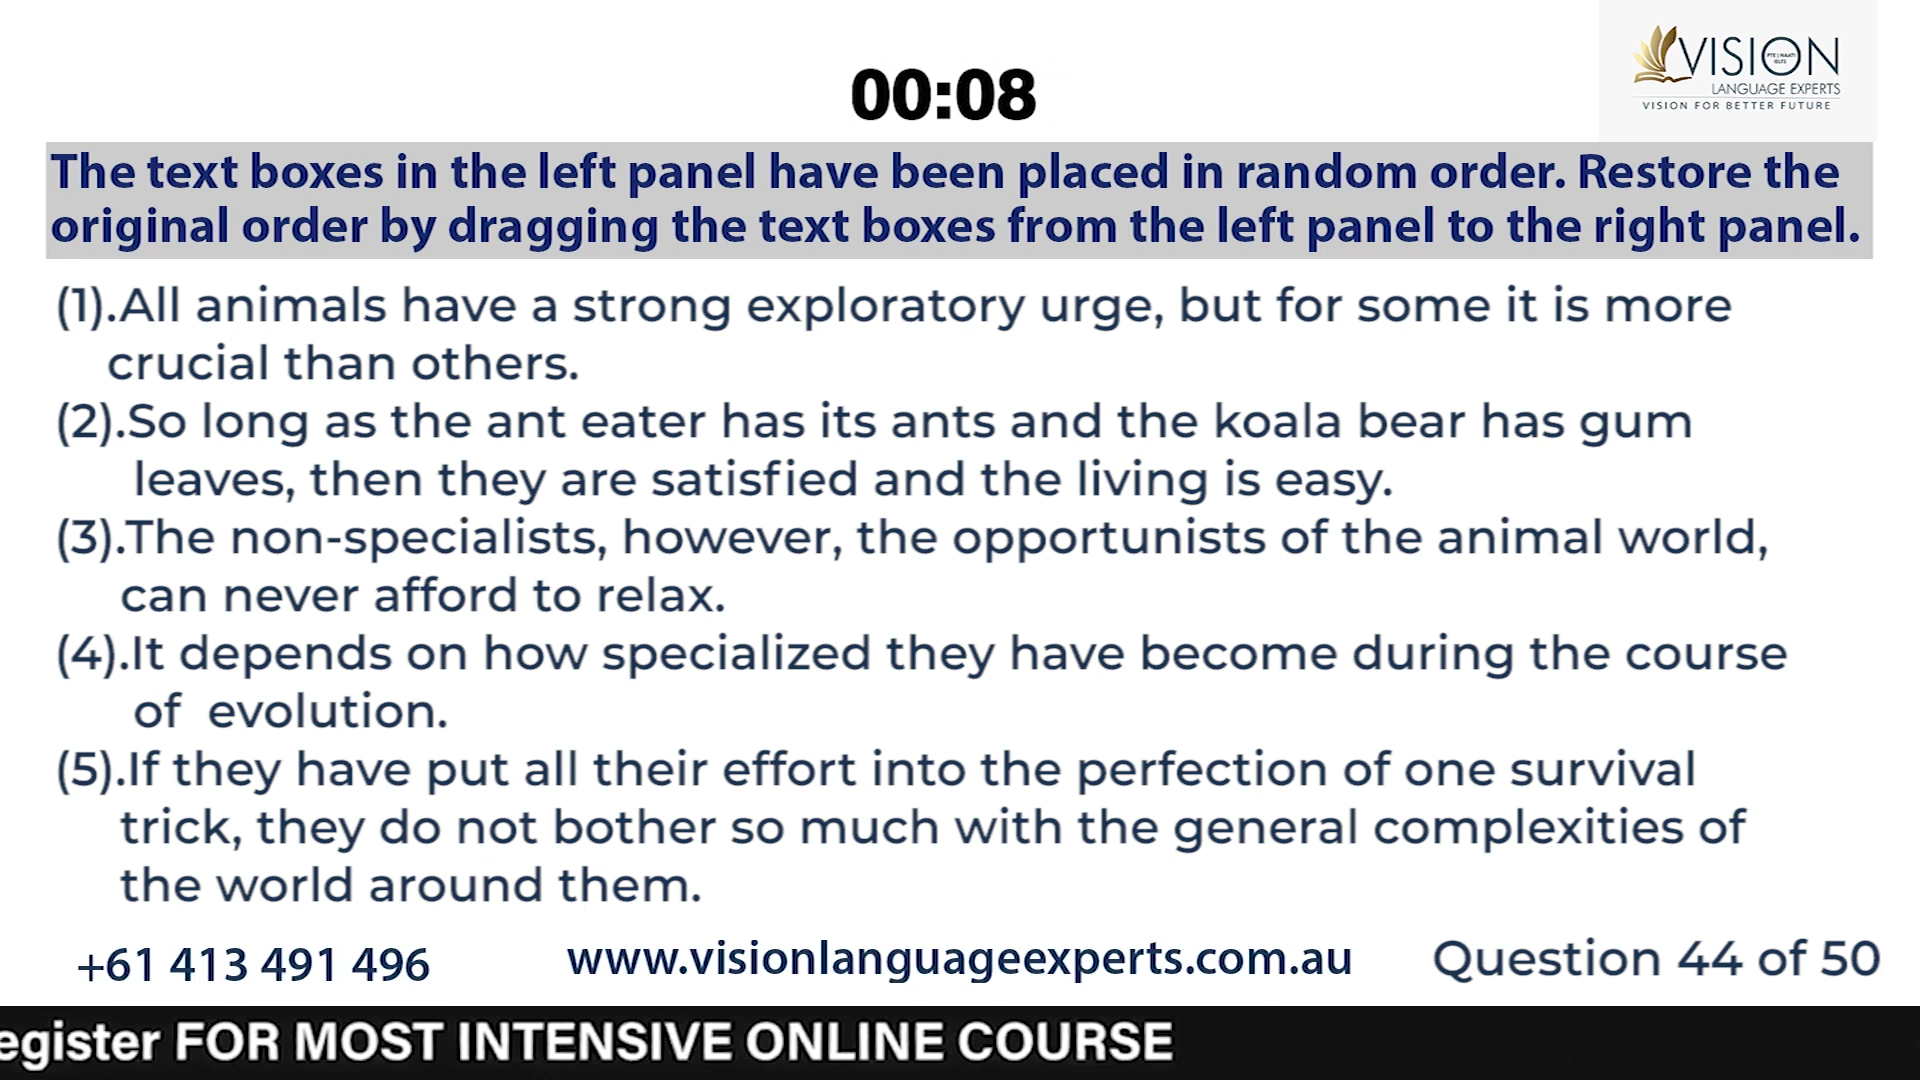 VISION
LANGUAGE EXPERTS
VISION FOR BETTER FUTURE
00:08
The text boxes in the left panel have been placed in random order. Restore the
original order by dragging the text boxes from the left panel to the right panel.
(1).All animals have a strong exploratory urge, but for some it is more
crucial than others.
(2).So long as the ant eater has its ants and the koala bear has gum
leaves, then they are satisfied and the living is easy.
(3).The non-specialists, however, the opportunists of the animal world,
can never afford to relax.
(4).It depends on how specialized they have become during the course
of evolution.
(5).If they have put all their effort into the perfection of one survival
trick, they do not bother so much with the general complexities of
the world around them.
+61 413 491 496 www.visionlanguageexperts.com.au Question 44 of 50
egister FOR MOST INTENSIVE ONLINE COURSE